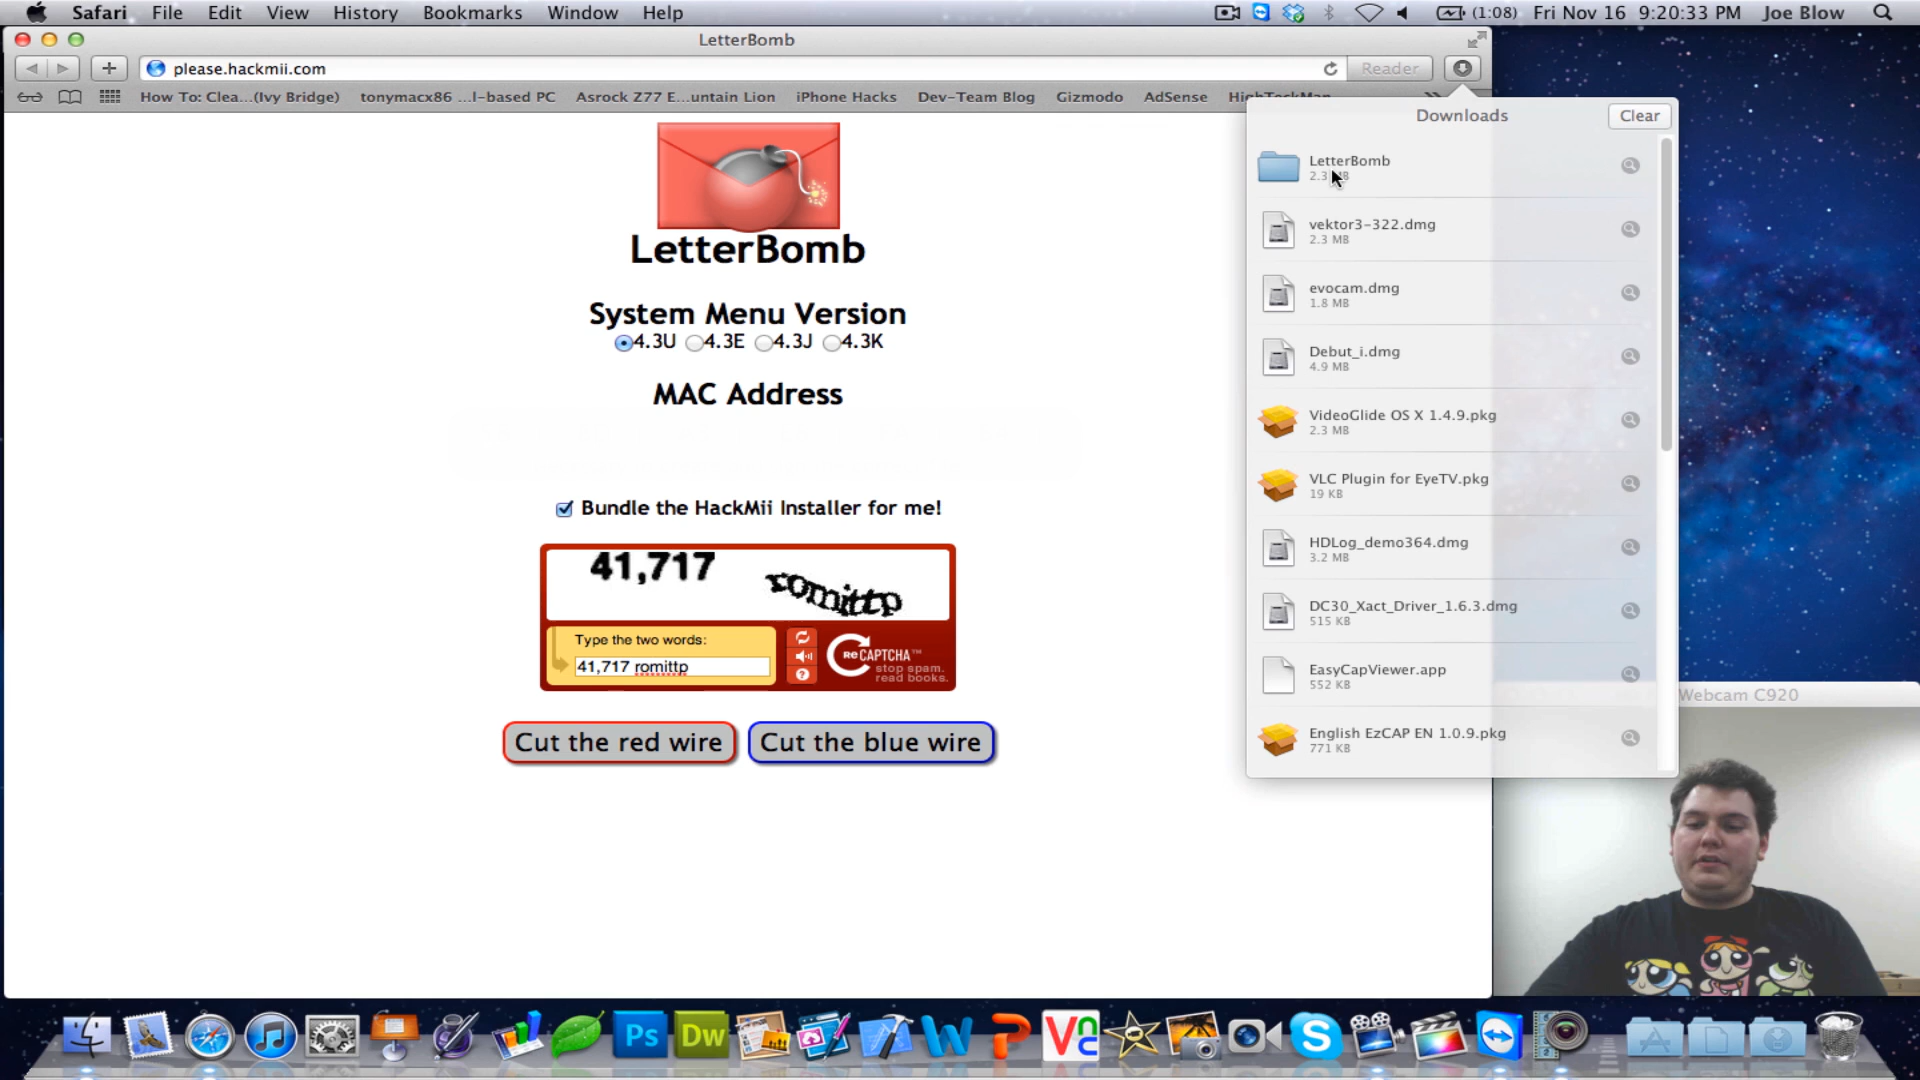 Safari File Edit View History Bookmarks Window Help (1:08) Fri Nov 16 9:20:33 PM Joe Blow
LetterBomb
please.hackmii.com Reader
How To: Clea...(Ivy Bridge) tonymacx86 ...l-based PC Asrock Z77 E...untain Lion iPhone Hacks Dev-Team Blog Gizmodo AdSense HighTechMan
Downloads Clear
LetterBomb
vektor3-322.dmg
2.3 MB
evocam.dmg
1.8 MB
Debut_i.dmg
4.9 MB
VideoGlide OS X 1.4.9.pkg
2.3 MB
VLC Plugin for EyeTV.pkg
19 KB
HDLog_demo364.dmg
3.2 MB
DC30_Xact_Driver_1.6.3.dmg
515 KB
EasyCapViewer.app
552 KB
English EzCAP EN 1.0.9.pkg
771 KB
LetterBomb
System Menu Version
4.3U 4.3E 4.3J 4.3K
MAC Address
Bundle the HackMii Installer for me!
41,717 romittp
Type the two words:
41,717 romittp
reCAPTCHA™
stop spam.
read books.
Cut the red wire Cut the blue wire
Webcam C920
Ps Dw